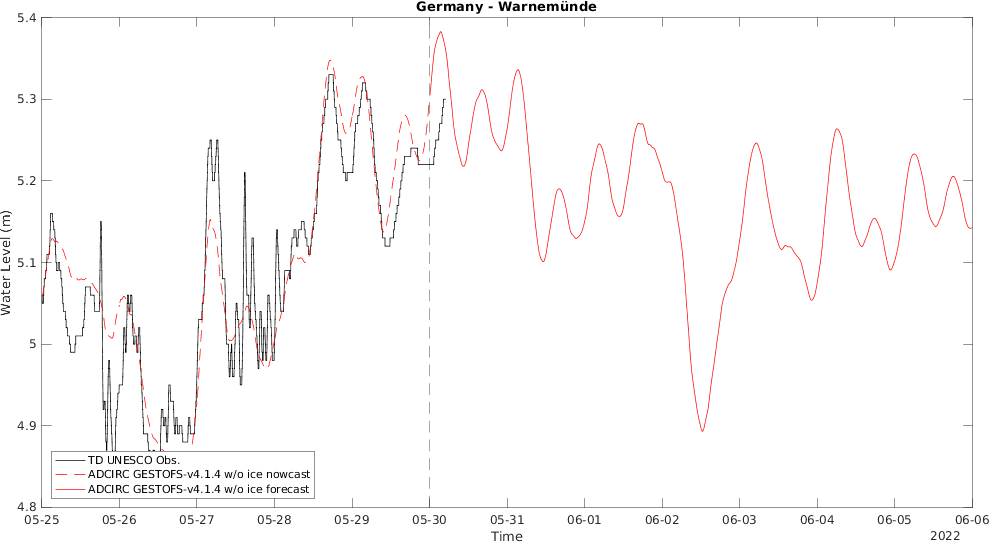 Germany - Warnemünde
5.4
5.3
5.2
5.1
5
4.9
4.8
Water Level (m)
TD UNESCO Obs.
ADCIRC GESTOFS-v4.1.4 w/o ice nowcast
ADCIRC GESTOFS-v4.1.4 w/o ice forecast
05-25 05-26 05-27 05-28 05-29 05-30 05-31 06-01 06-02 06-03 06-04 06-05 06-06
Time
2022